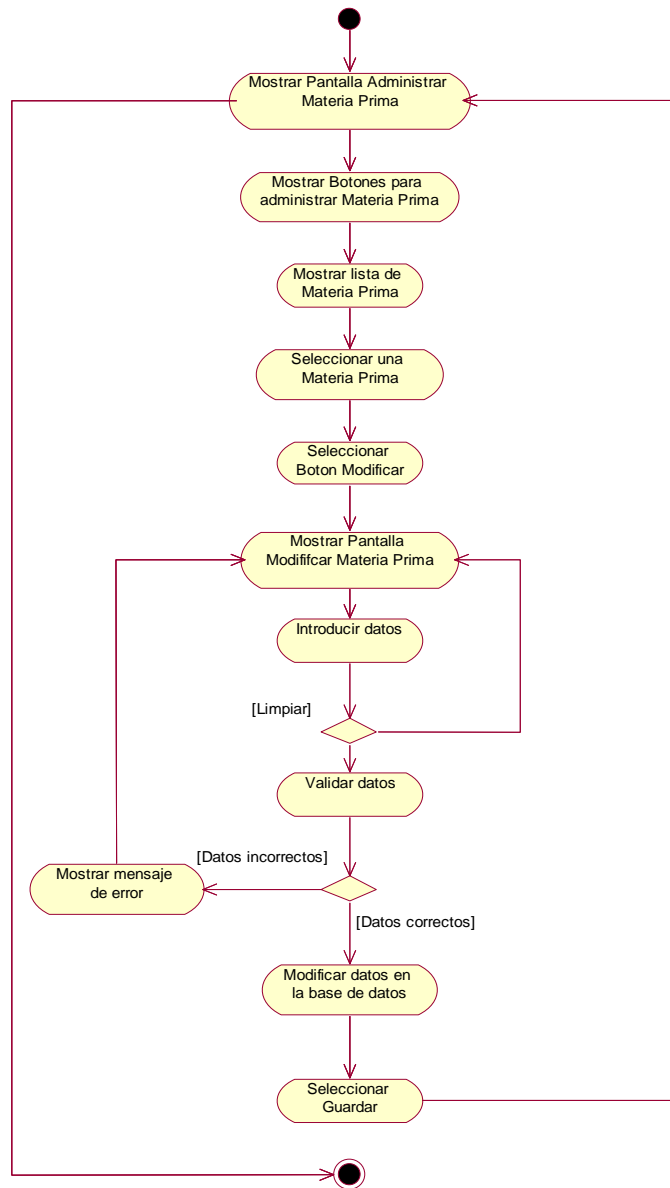 Mostrar Pantalla Administrar
Materia Prima
Mostrar Botones para
administrar Materia Prima
Mostrar lista de
Materia Prima
Seleccionar una
Materia Prima
Seleccionar
Boton Modificar
Mostrar Pantalla
Modififcar Materia Prima
Introducir datos
[Limpiar]
Validar datos
[Datos incorrectos]
Mostrar mensaje
de error
[Datos correctos]
Modificar datos en
la base de datos
Seleccionar
Guardar